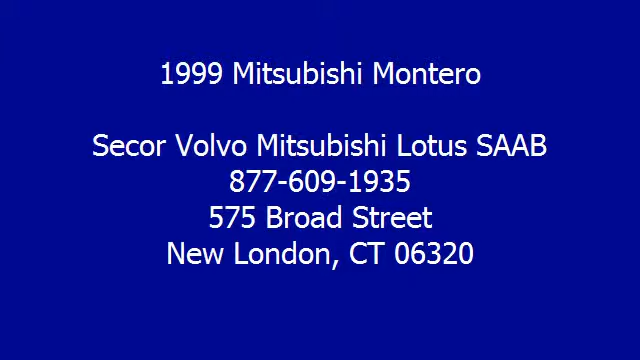 1999 Mitsubishi Montero
Secor Volvo Mitsubishi Lotus SAAB
877-609-1935
575 Broad Street
New London, CT 06320